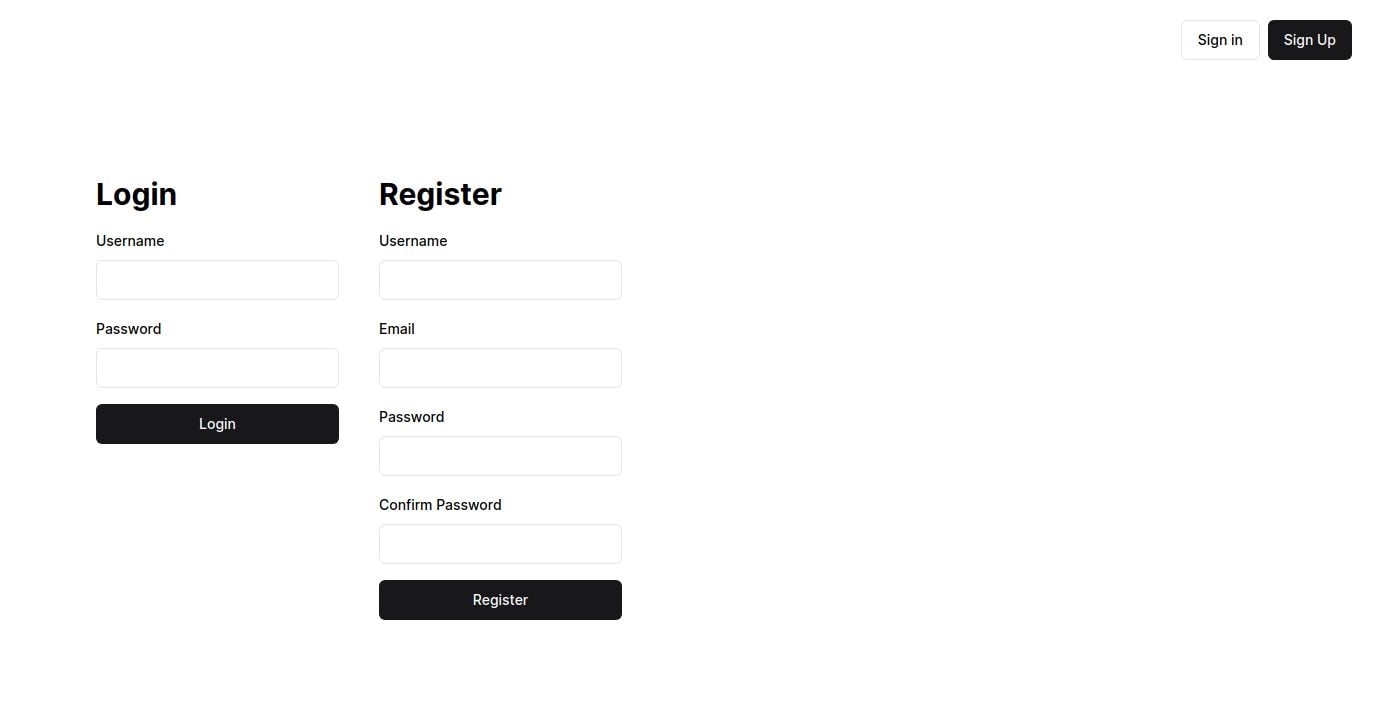 Sign in
Sign Up
Login
Username
Password
Login
Register
Username
Email
Password
Confirm Password
Register